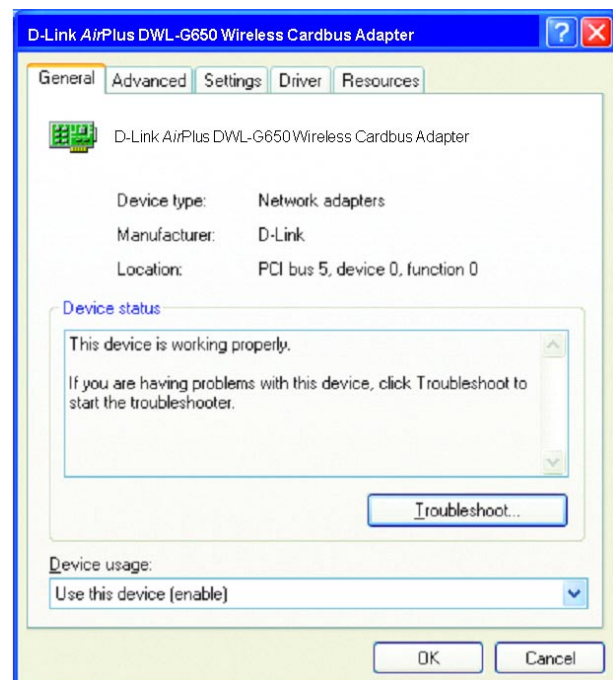 D-Link AirPlus DWL-G650 Wireless Cardbus Adapter
General Advanced Settings Driver Resources
D-Link AirPlus DWL-G650 Wireless Cardbus Adapter
Device type: Network adapters
Manufacturer: D-Link
Location: PCI bus 5, device 0, function 0
Device status
This device is working properly.
If you are having problems with this device, click Troubleshoot to
start the troubleshooter.
Troubleshoot...
Device usage:
Use this device (enable)
OK Cancel